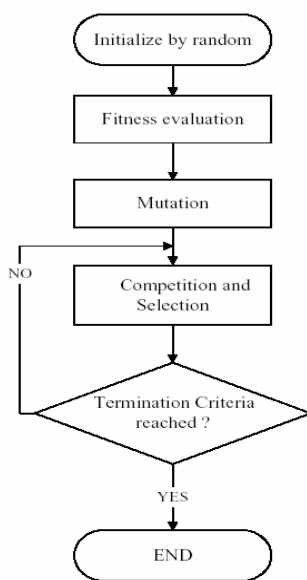 Initialize by random
Fitness evaluation
Mutation
NO
Competition and
Selection
Termination Criteria
reached ?
YES
END